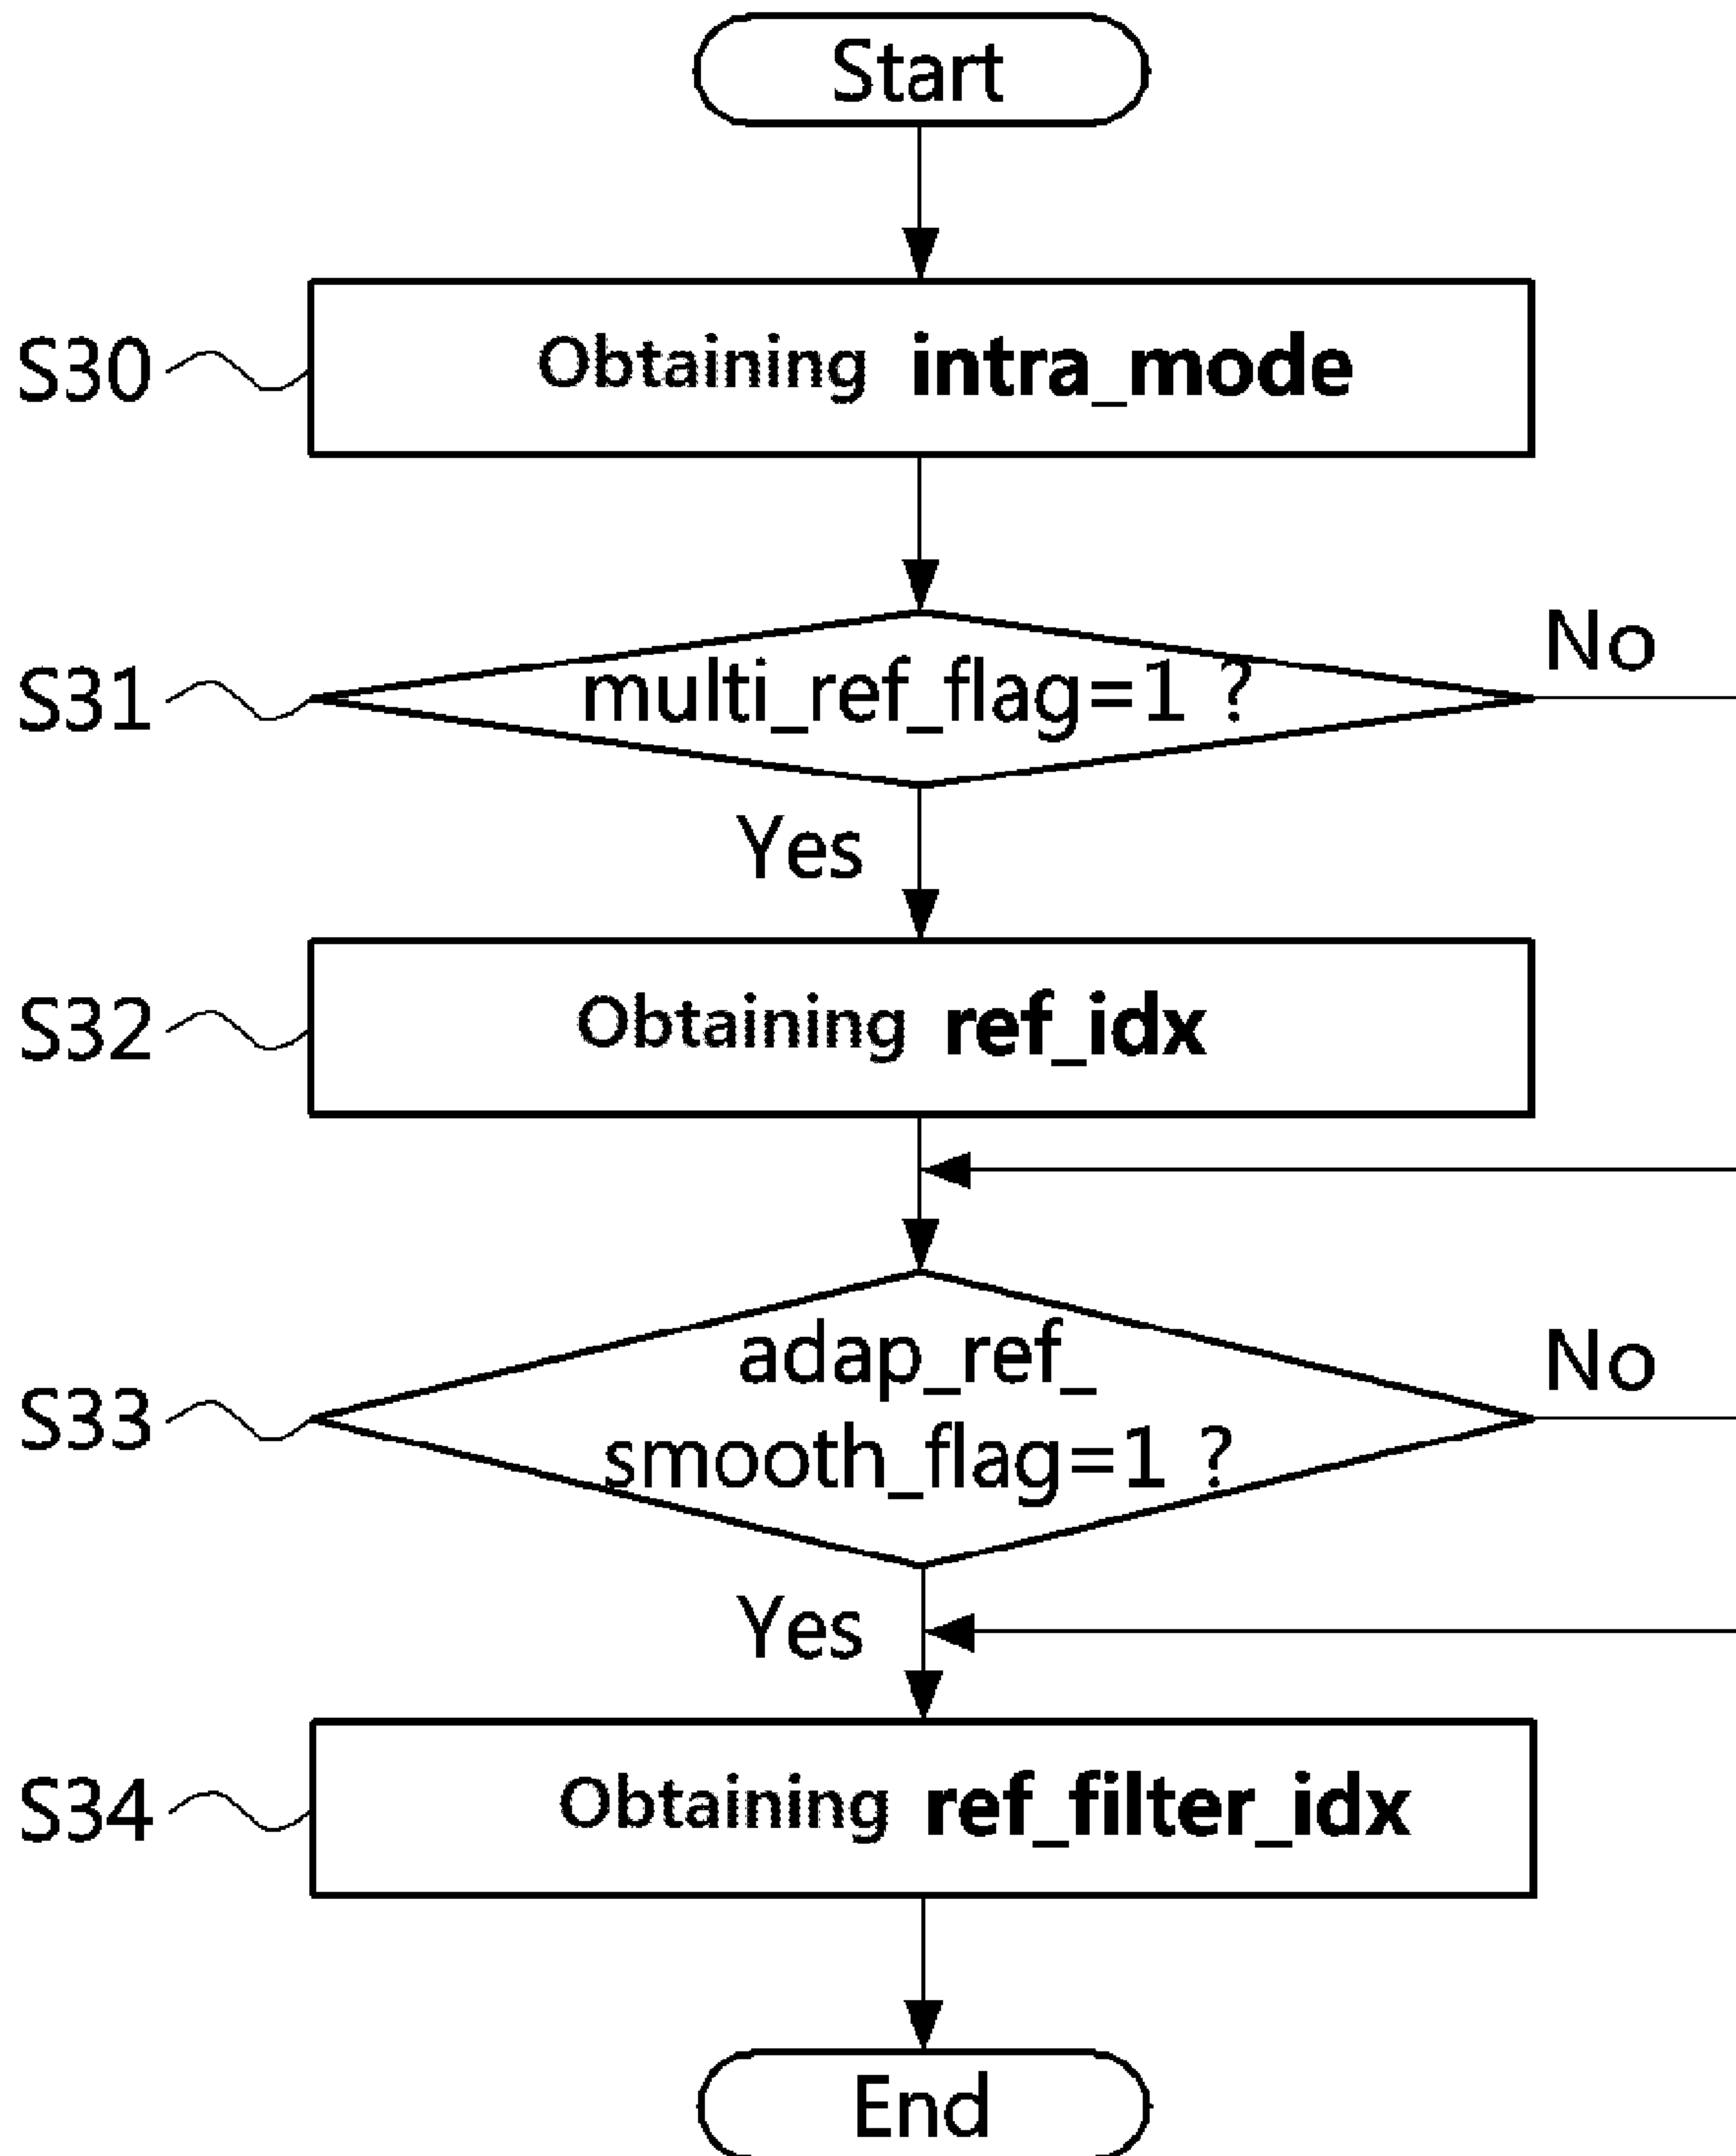 Start
S30
Obtaining intra_mode
S31
multi_ref_flag=1 ?
No
Yes
S32
Obtaining ref_idx
S33
adap_ref_
smooth_flag=1 ?
No
Yes
S34
Obtaining ref_filter_idx
End